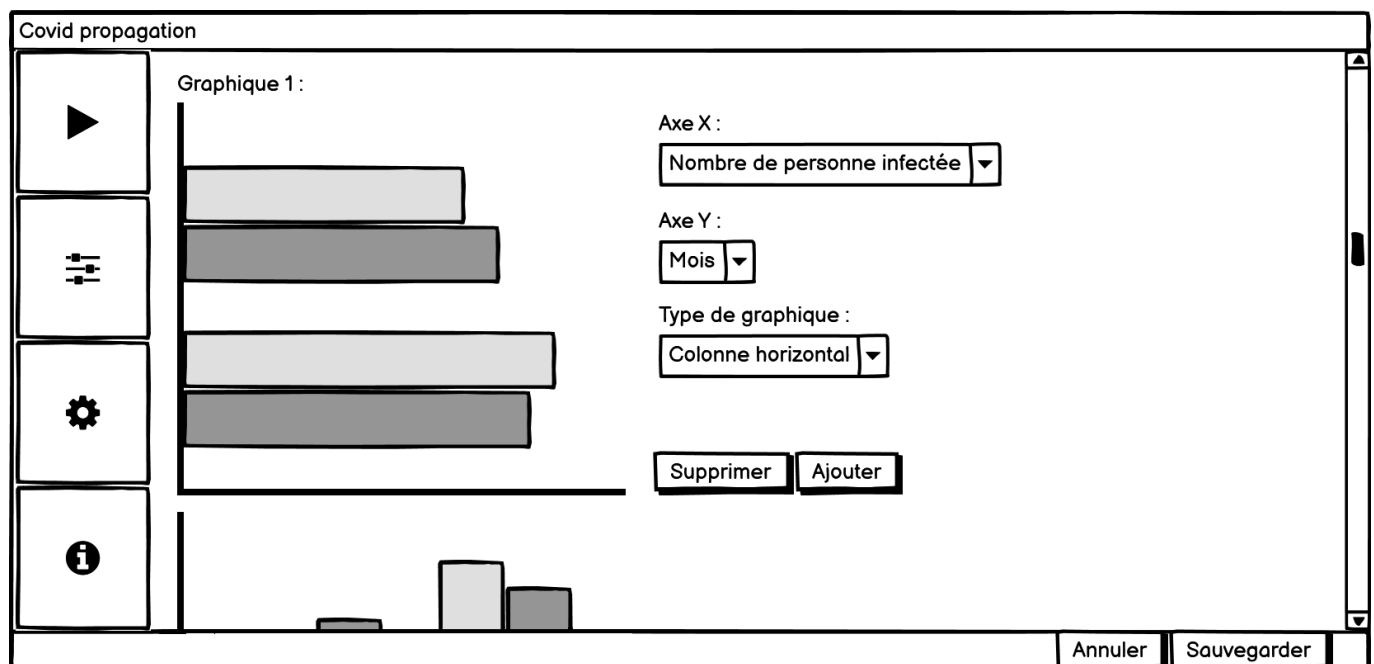 Covid propagation
Graphique 1 :
Axe X :
Nombre de personne infectée
Axe Y :
Mois
Type de graphique :
Colonne horizontal
Supprimer Ajouter
Annuler Sauvegarder